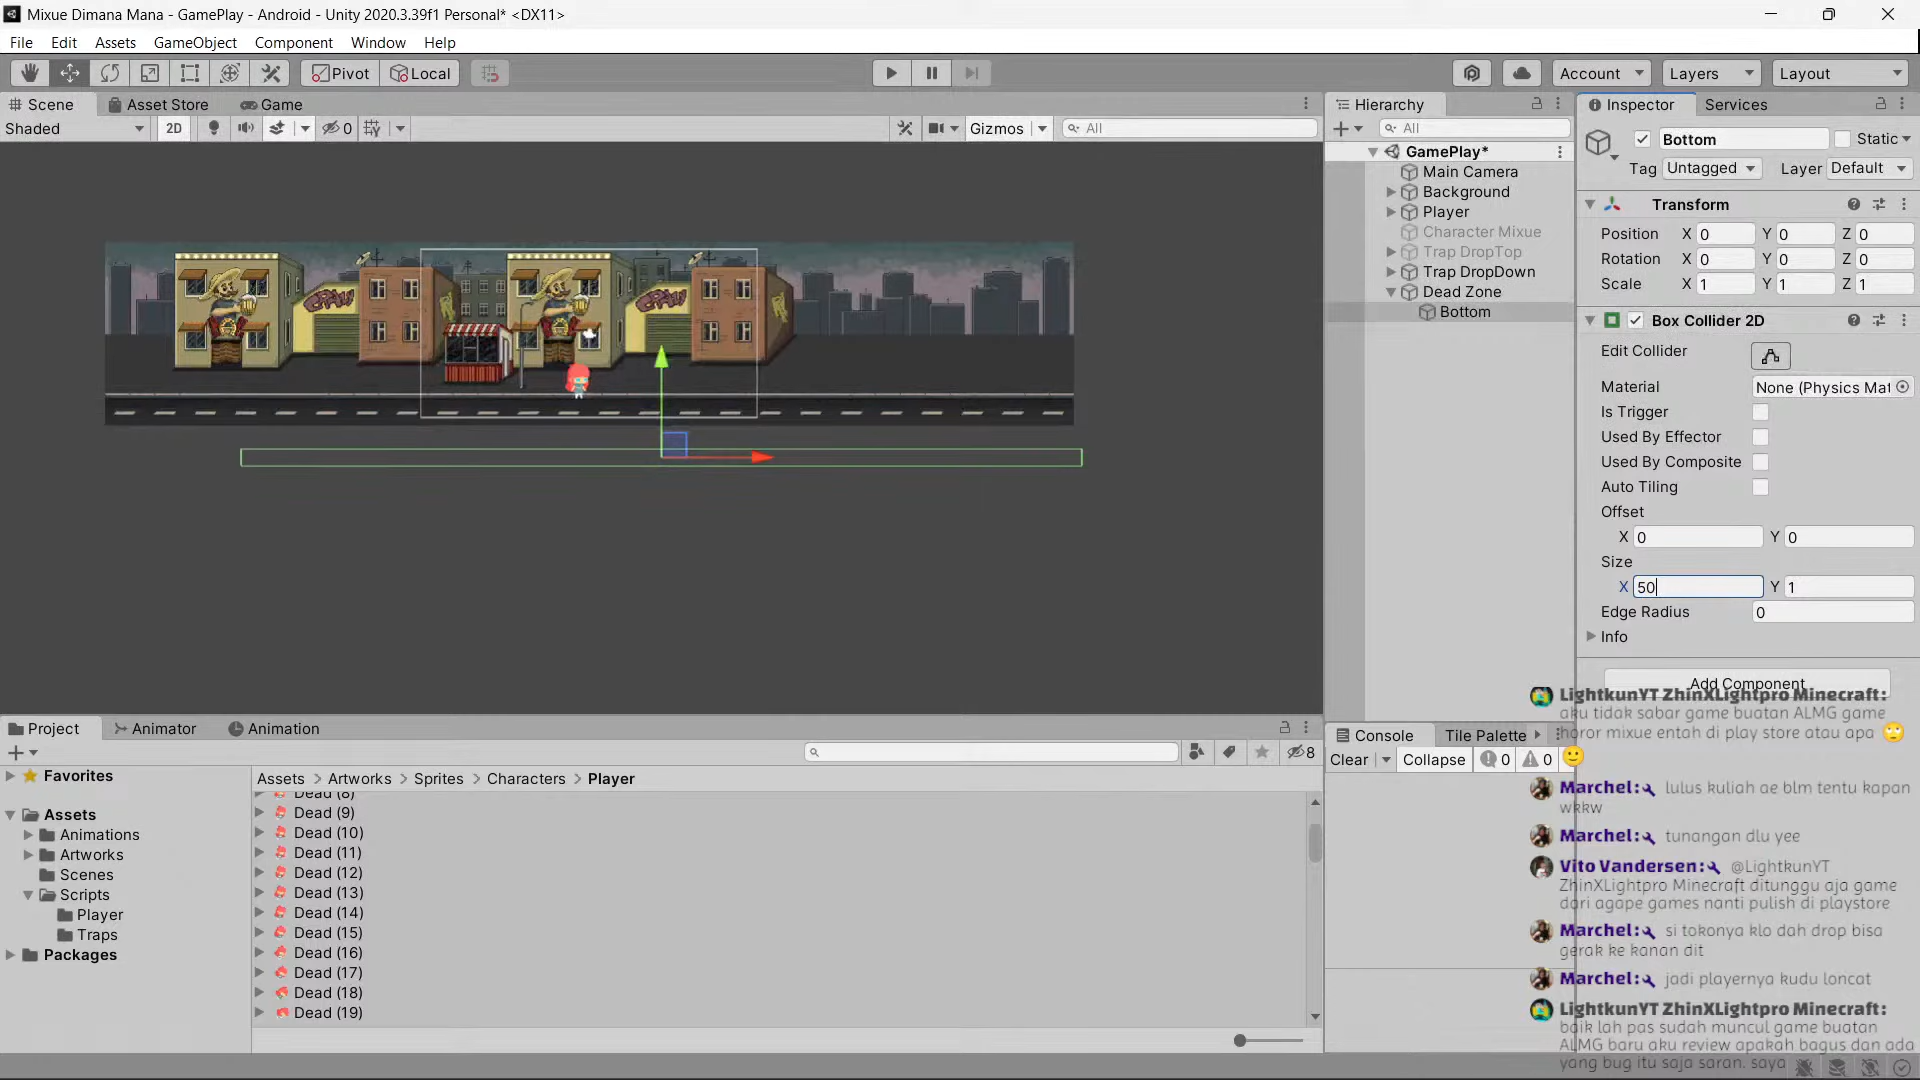 Mixue Dimana Mana - GamePlay - Android - Unity 2020.3.39f1 Personal* <DX11>
File Edit Assets GameObject Component Window Help
Pivot Local Account Layers Layout
Scene Asset Store Game
Shaded 2D 0 Gizmos All
Hierarchy
All
GamePlay*
Main Camera
Background
Player
Character Mixue
Trap DropTop
Trap DropDown
Dead Zone
Bottom
Inspector Services
Bottom Static
Tag Untagged Layer Default
Transform
Position X 0 Y 0 Z 0
Rotation X 0 Y 0 Z 0
Scale X 1 Y 1 Z 1
Box Collider 2D
Edit Collider
Material None (Physics Mat
Is Trigger
Used By Effector
Used By Composite
Auto Tiling
Offset
X 0 Y 0
Size
X 50 Y 1
Edge Radius 0
Info
Add Component
Project Animator Animation
8
Favorites
Assets
Animations
Artworks
Scenes
Scripts
Player
Traps
Packages
Assets > Artworks > Sprites > Characters > Player
Dead (8)
Dead (9)
Dead (10)
Dead (11)
Dead (12)
Dead (13)
Dead (14)
Dead (15)
Dead (16)
Dead (17)
Dead (18)
Dead (19)
Console Tile Palette
Clear Collapse 0 0
LightkunYT ZhinXLightpro Minecraft:
aku tidak sabar game buatan ALMG game
horor mixue entah di play store atau apa
Marchel: lulus kuliah ae blm tentu kapan
wkkw
Marchel: tunangan dlu yee
Vito Vandersen: @LightkunYT
ZhinXLightpro Minecraft ditunggu aja game
dari agape games nanti pulish di playstore
Marchel: si tokonya klo dah drop bisa
gerak ke kanan dit
Marchel: jadi playernya kudu loncat
LightkunYT ZhinXLightpro Minecraft:
baik lah pas sudah muncul game buatan
ALMG baru aku review apakah bagus dan ada
yang bug itu saja saran. saya